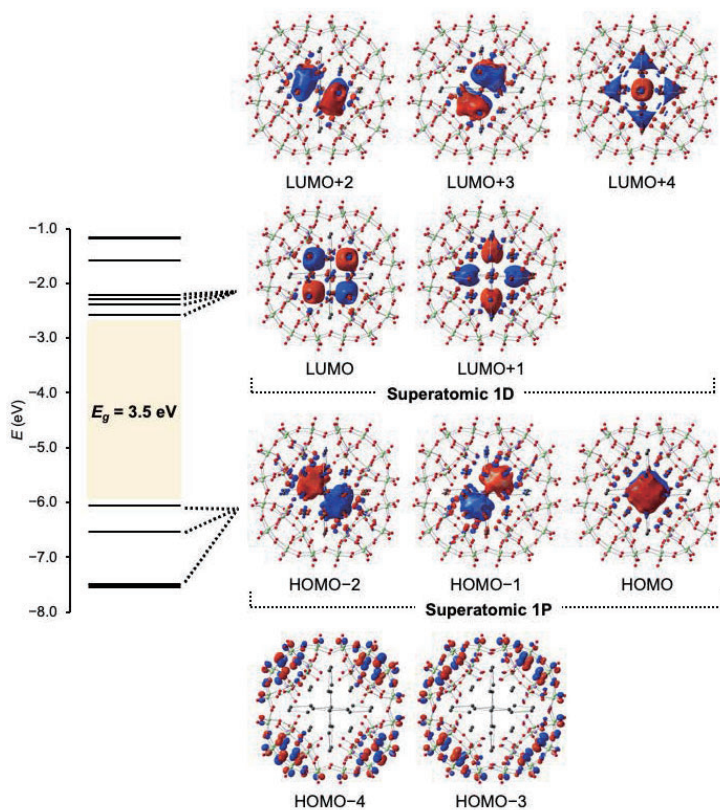 LUMO+2 LUMO+3 LUMO+4
−1.0
−2.0
−3.0
−4.0
−5.0
−6.0
−7.0
−8.0
E (eV)
Eg = 3.5 eV
LUMO LUMO+1
Superatomic 1D
HOMO−2 HOMO−1 HOMO
Superatomic 1P
HOMO−4 HOMO−3